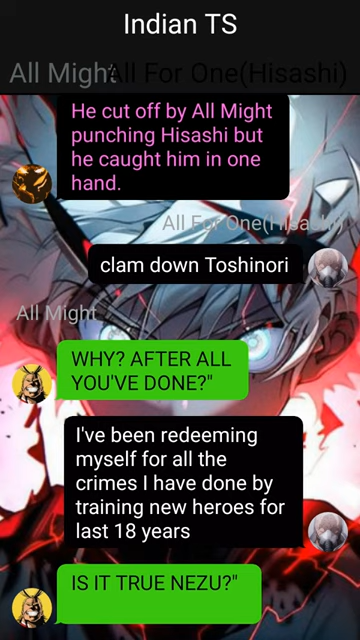 Indian TS
All Might All For One(Hisashi)
He cut off by All Might
punching Hisashi but
he caught him in one
hand.
All For One(Hisashi)
clam down Toshinori
All Might
WHY? AFTER ALL
YOU'VE DONE?"
I've been redeeming
myself for all the
crimes I have done by
training new heroes for
last 18 years
IS IT TRUE NEZU?"